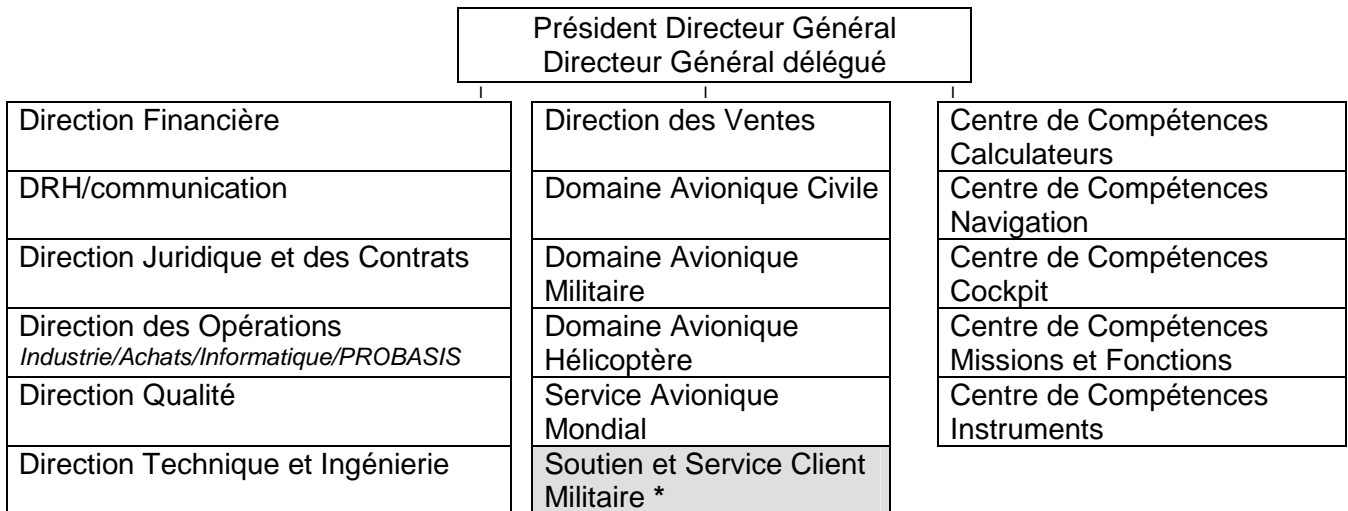 Président Directeur Général
Directeur Général délégué
Direction Financière
DRH/communication
Direction Juridique et des Contrats
Direction des Opérations
Industrie/Achats/Informatique/PROBASIS
Direction Qualité
Direction Technique et Ingénierie
Direction des Ventes
Domaine Avionique Civile
Domaine Avionique
Militaire
Domaine Avionique
Hélicoptère
Service Avionique
Mondial
Soutien et Service Client
Militaire *
Centre de Compétences
Calculateurs
Centre de Compétences
Navigation
Centre de Compétences
Cockpit
Centre de Compétences
Missions et Fonctions
Centre de Compétences
Instruments